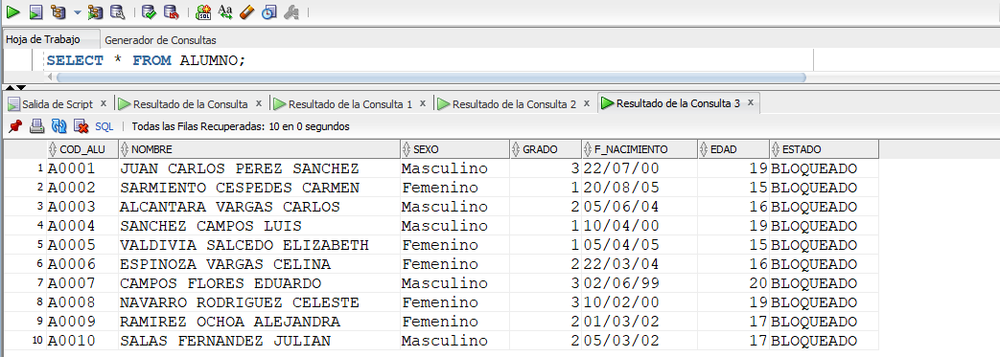 Hoja de Trabajo Generador de Consultas
SELECT * FROM ALUMNO;
Salida de Script x Resultado de la Consulta x Resultado de la Consulta 1 x Resultado de la Consulta 2 x Resultado de la Consulta 3 x
SQL | Todas las Filas Recuperadas: 10 en 0 segundos
COD_ALU NOMBRE SEXO GRADO F_NACIMIENTO EDAD ESTADO
1 A0001 JUAN CARLOS PEREZ SANCHEZ Masculino 3 22/07/00 19 BLOQUEADO
2 A0002 SARMIENTO CESPEDES CARMEN Femenino 1 20/08/05 15 BLOQUEADO
3 A0003 ALCANTARA VARGAS CARLOS Masculino 2 05/06/04 16 BLOQUEADO
4 A0004 SANCHEZ CAMPOS LUIS Masculino 1 10/04/00 19 BLOQUEADO
5 A0005 VALDIVIA SALCEDO ELIZABETH Femenino 1 05/04/05 15 BLOQUEADO
6 A0006 ESPINOZA VARGAS CELINA Femenino 2 22/03/04 16 BLOQUEADO
7 A0007 CAMPOS FLORES EDUARDO Masculino 3 02/06/99 20 BLOQUEADO
8 A0008 NAVARRO RODRIGUEZ CELESTE Femenino 3 10/02/00 19 BLOQUEADO
9 A0009 RAMIREZ OCHOA ALEJANDRA Femenino 2 01/03/02 17 BLOQUEADO
10 A0010 SALAS FERNANDEZ JULIAN Masculino 2 05/03/02 17 BLOQUEADO